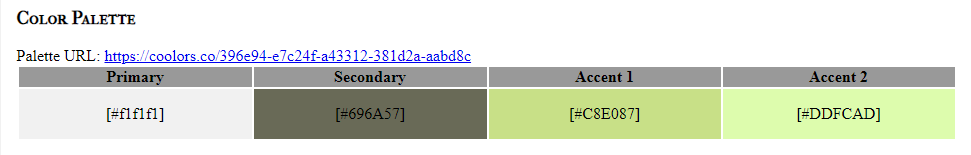 Color Palette
Palette URL: https://coolors.co/396e94-e7c24f-a43312-381d2a-aabd8c
Primary Secondary Accent 1 Accent 2
[#f1f1f1] [#696A57] [#C8E087] [#DDFCAD]